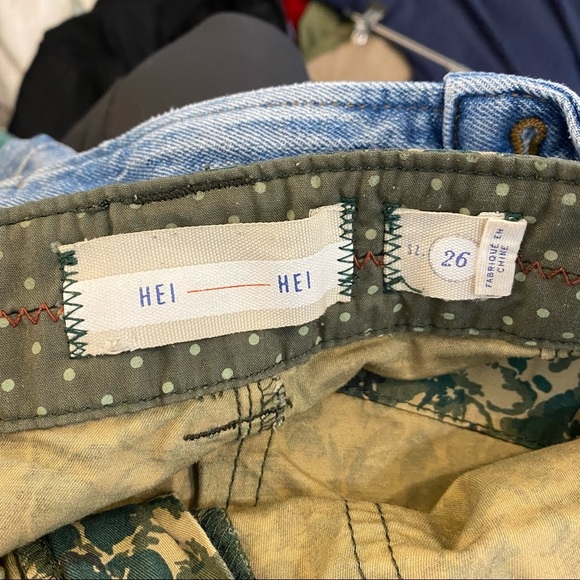 HEI — HEI
SZ. 26
FABRIQUÉ EN
CHINE